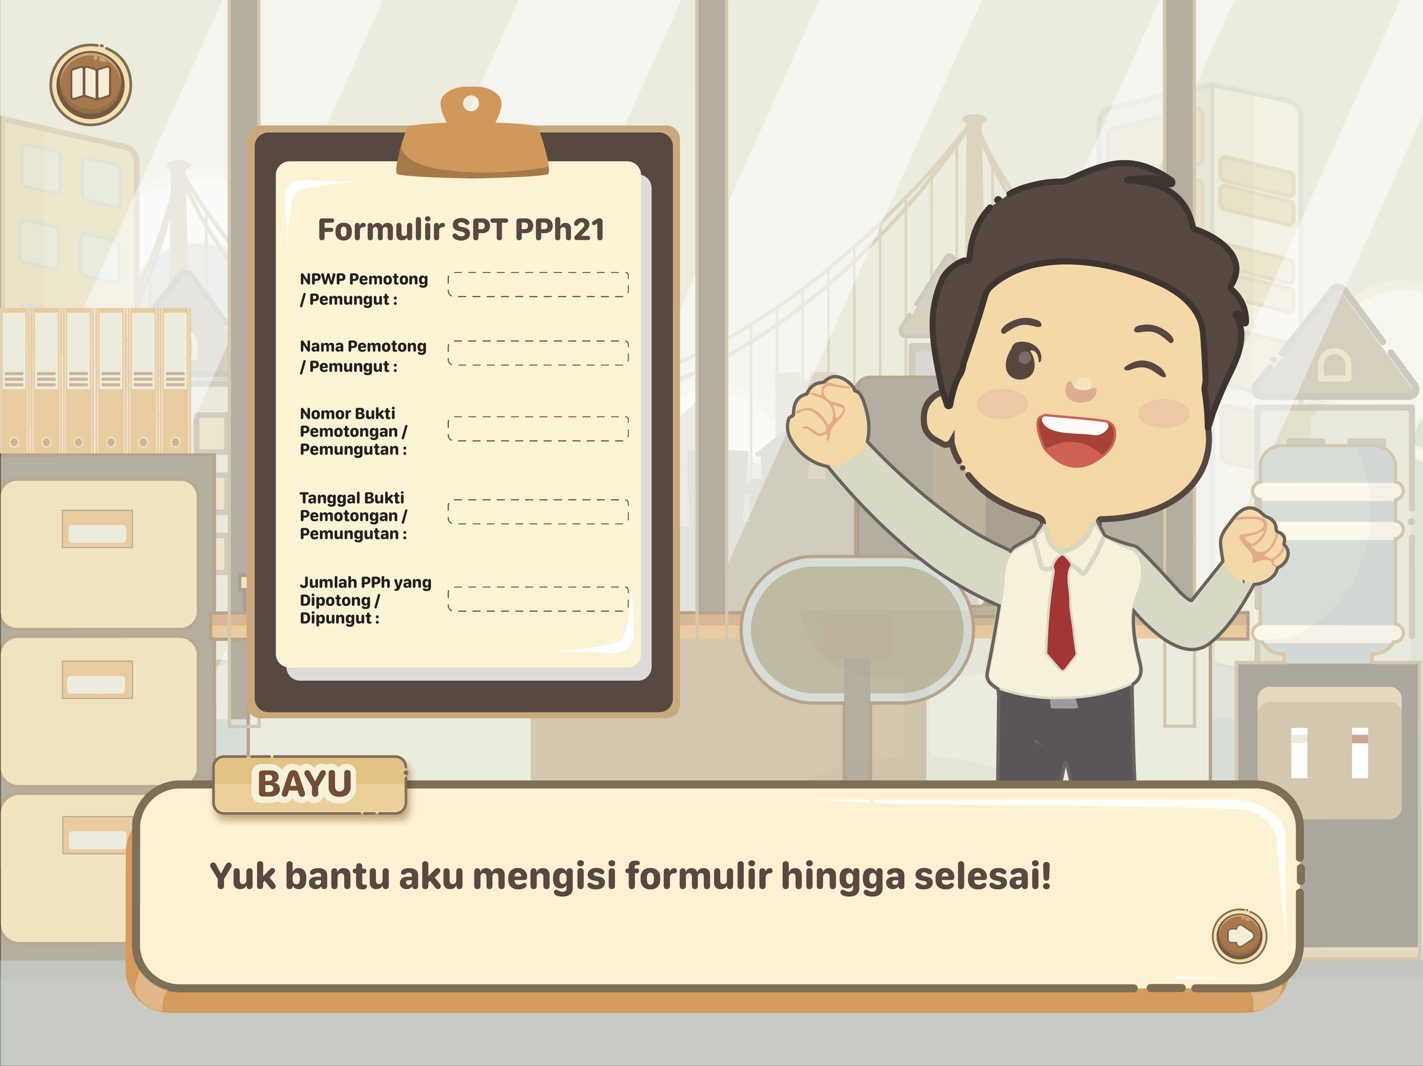 Formulir SPT PPh21
NPWP Pemotong
/ Pemungut :
Nama Pemotong
/ Pemungut :
Nomor Bukti
Pemotongan /
Pemungutan :
Tanggal Bukti
Pemotongan /
Pemungutan :
Jumlah PPh yang
Dipotong /
Dipungut :
BAYU
Yuk bantu aku mengisi formulir hingga selesai!